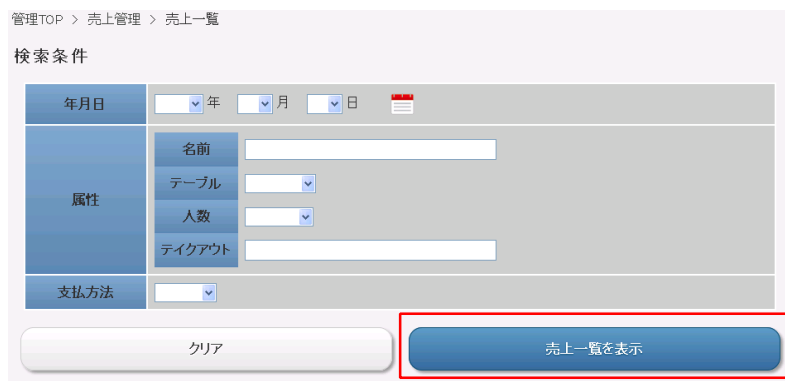 管理TOP > 売上管理 > 売上一覧
検索条件
年月日 年 月 日
属性
名前
テーブル
人数
テイクアウト
支払方法
クリア 売上一覧を表示